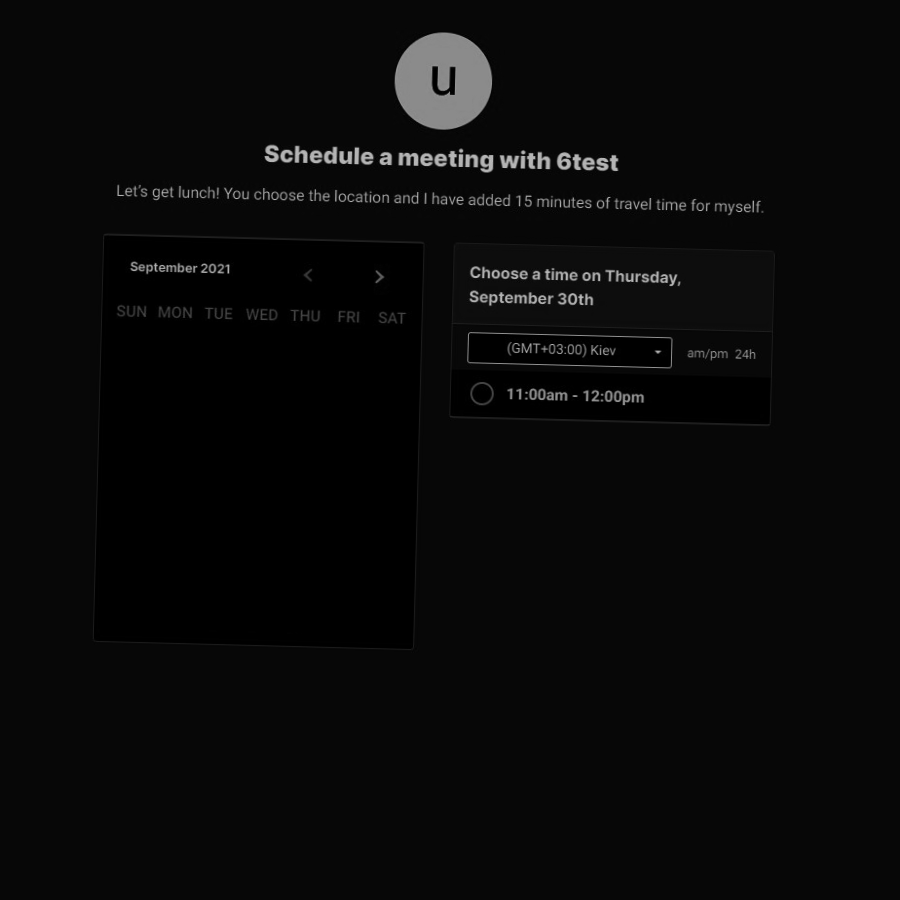 u
Schedule a meeting with 6test
Let's get lunch! You choose the location and I have added 15 minutes of travel time for myself.
September 2021
SUN MON TUE WED THU FRI SAT
Choose a time on Thursday,
September 30th
(GMT+03:00) Kiev
am/pm 24h
11:00am - 12:00pm